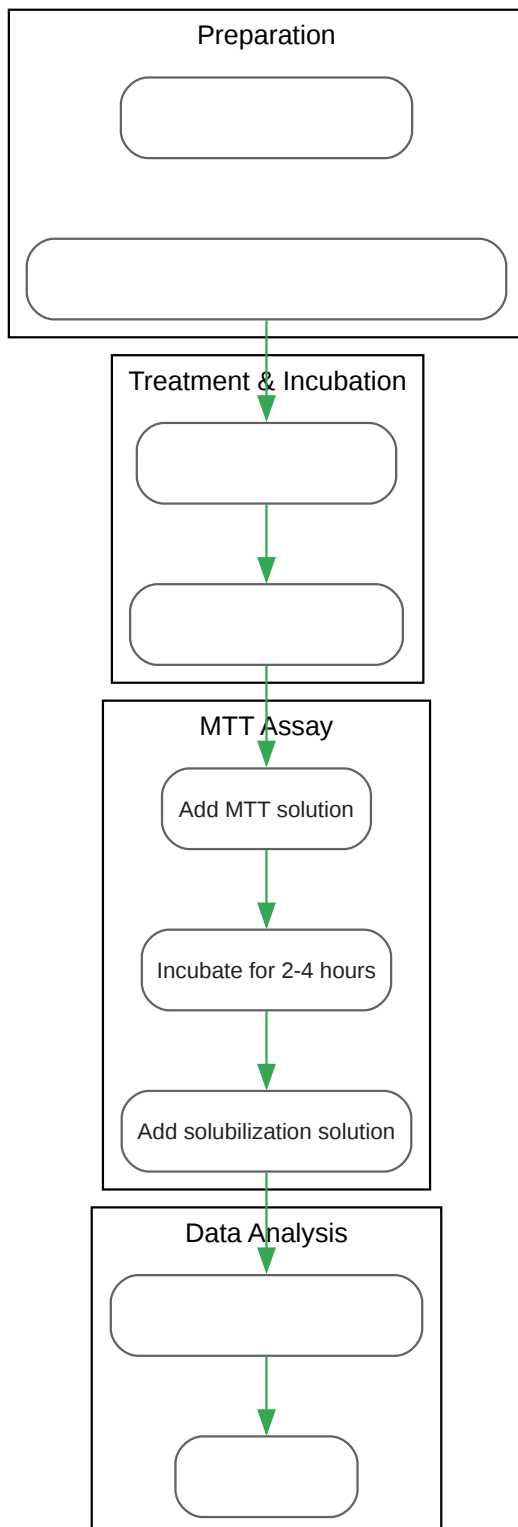 Preparation
Treatment & Incubation
MTT Assay
Add MTT solution
Incubate for 2-4 hours
Add solubilization solution
Data Analysis